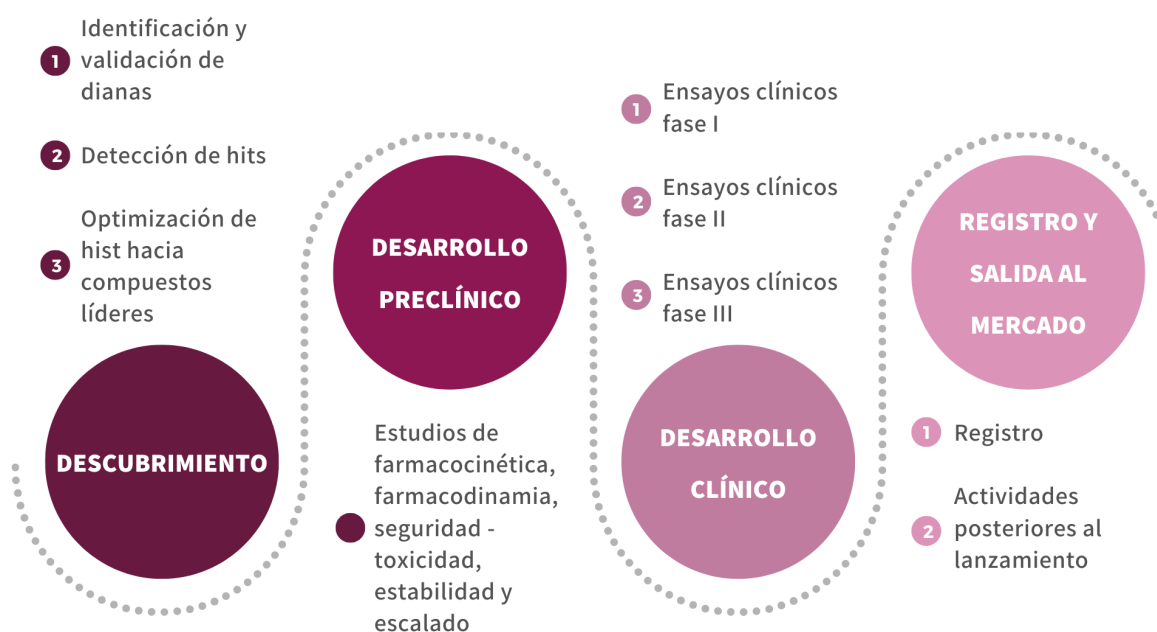 1
Identificación y
validación de
dianas
2
Detección de hits
3
Optimización de
hist hacia
compuestos
líderes
DESCUBRIMIENTO
DESARROLLO
PRECLÍNICO
Estudios de
farmacocinética,
farmacodinamia,
seguridad -
toxicidad,
estabilidad y
escalado
1
Ensayos clínicos
fase I
2
Ensayos clínicos
fase II
3
Ensayos clínicos
fase III
DESARROLLO
CLÍNICO
REGISTRO Y
SALIDA AL
MERCADO
1
Registro
2
Actividades
posteriores al
lanzamiento